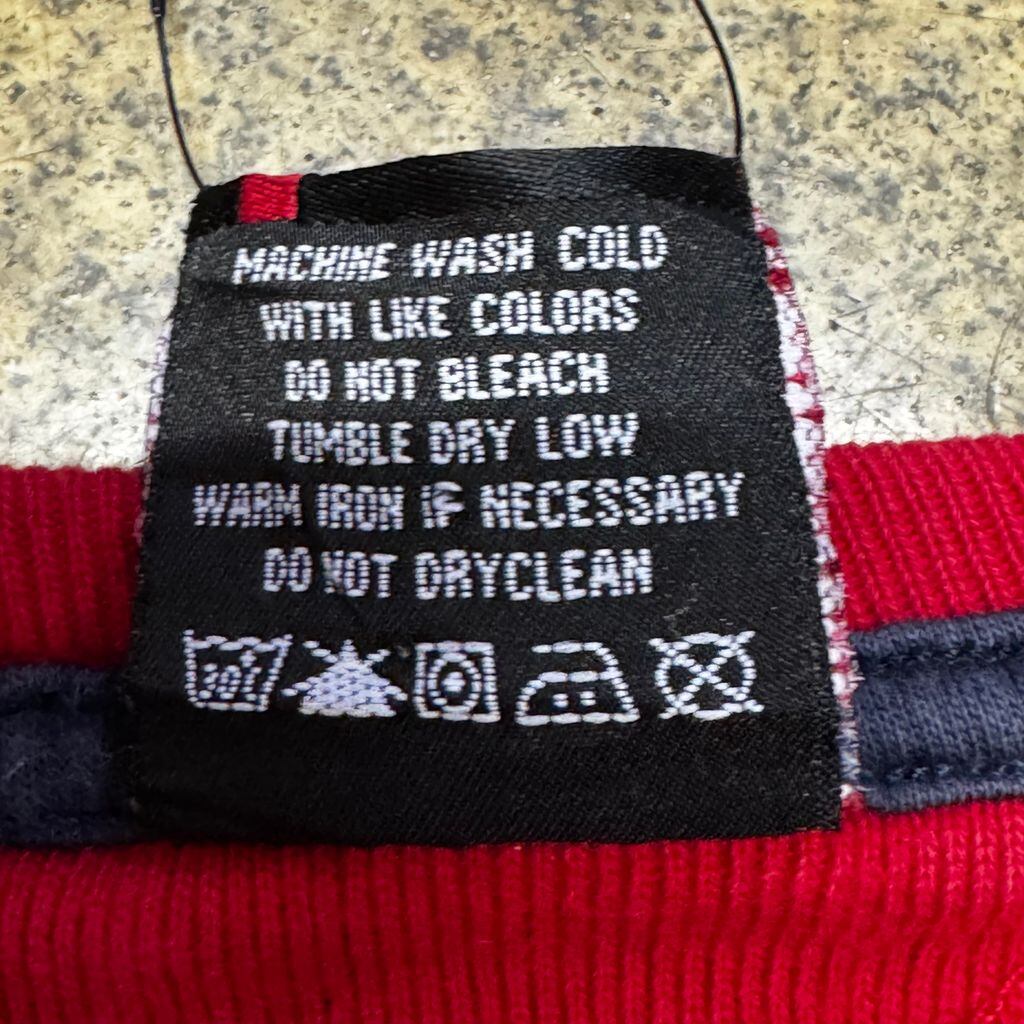 MACHINE WASH COLD
WITH LIKE COLORS
DO NOT BLEACH
TUMBLE DRY LOW
WARM IRON IF NECESSARY
DO NOT DRYCLEAN
30°